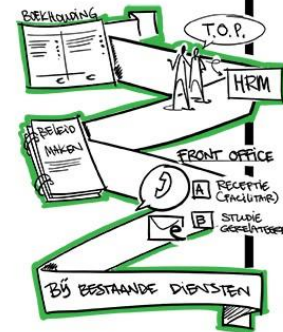 BOEKHOUDING
T.O.P.
HRM
BELEID
MAKEN
FRONT OFFICE
A RECEPTIE
(FACILITAIR)
B STUDIE
GERELATEERD
BIJ BESTAANDE DIENSTEN